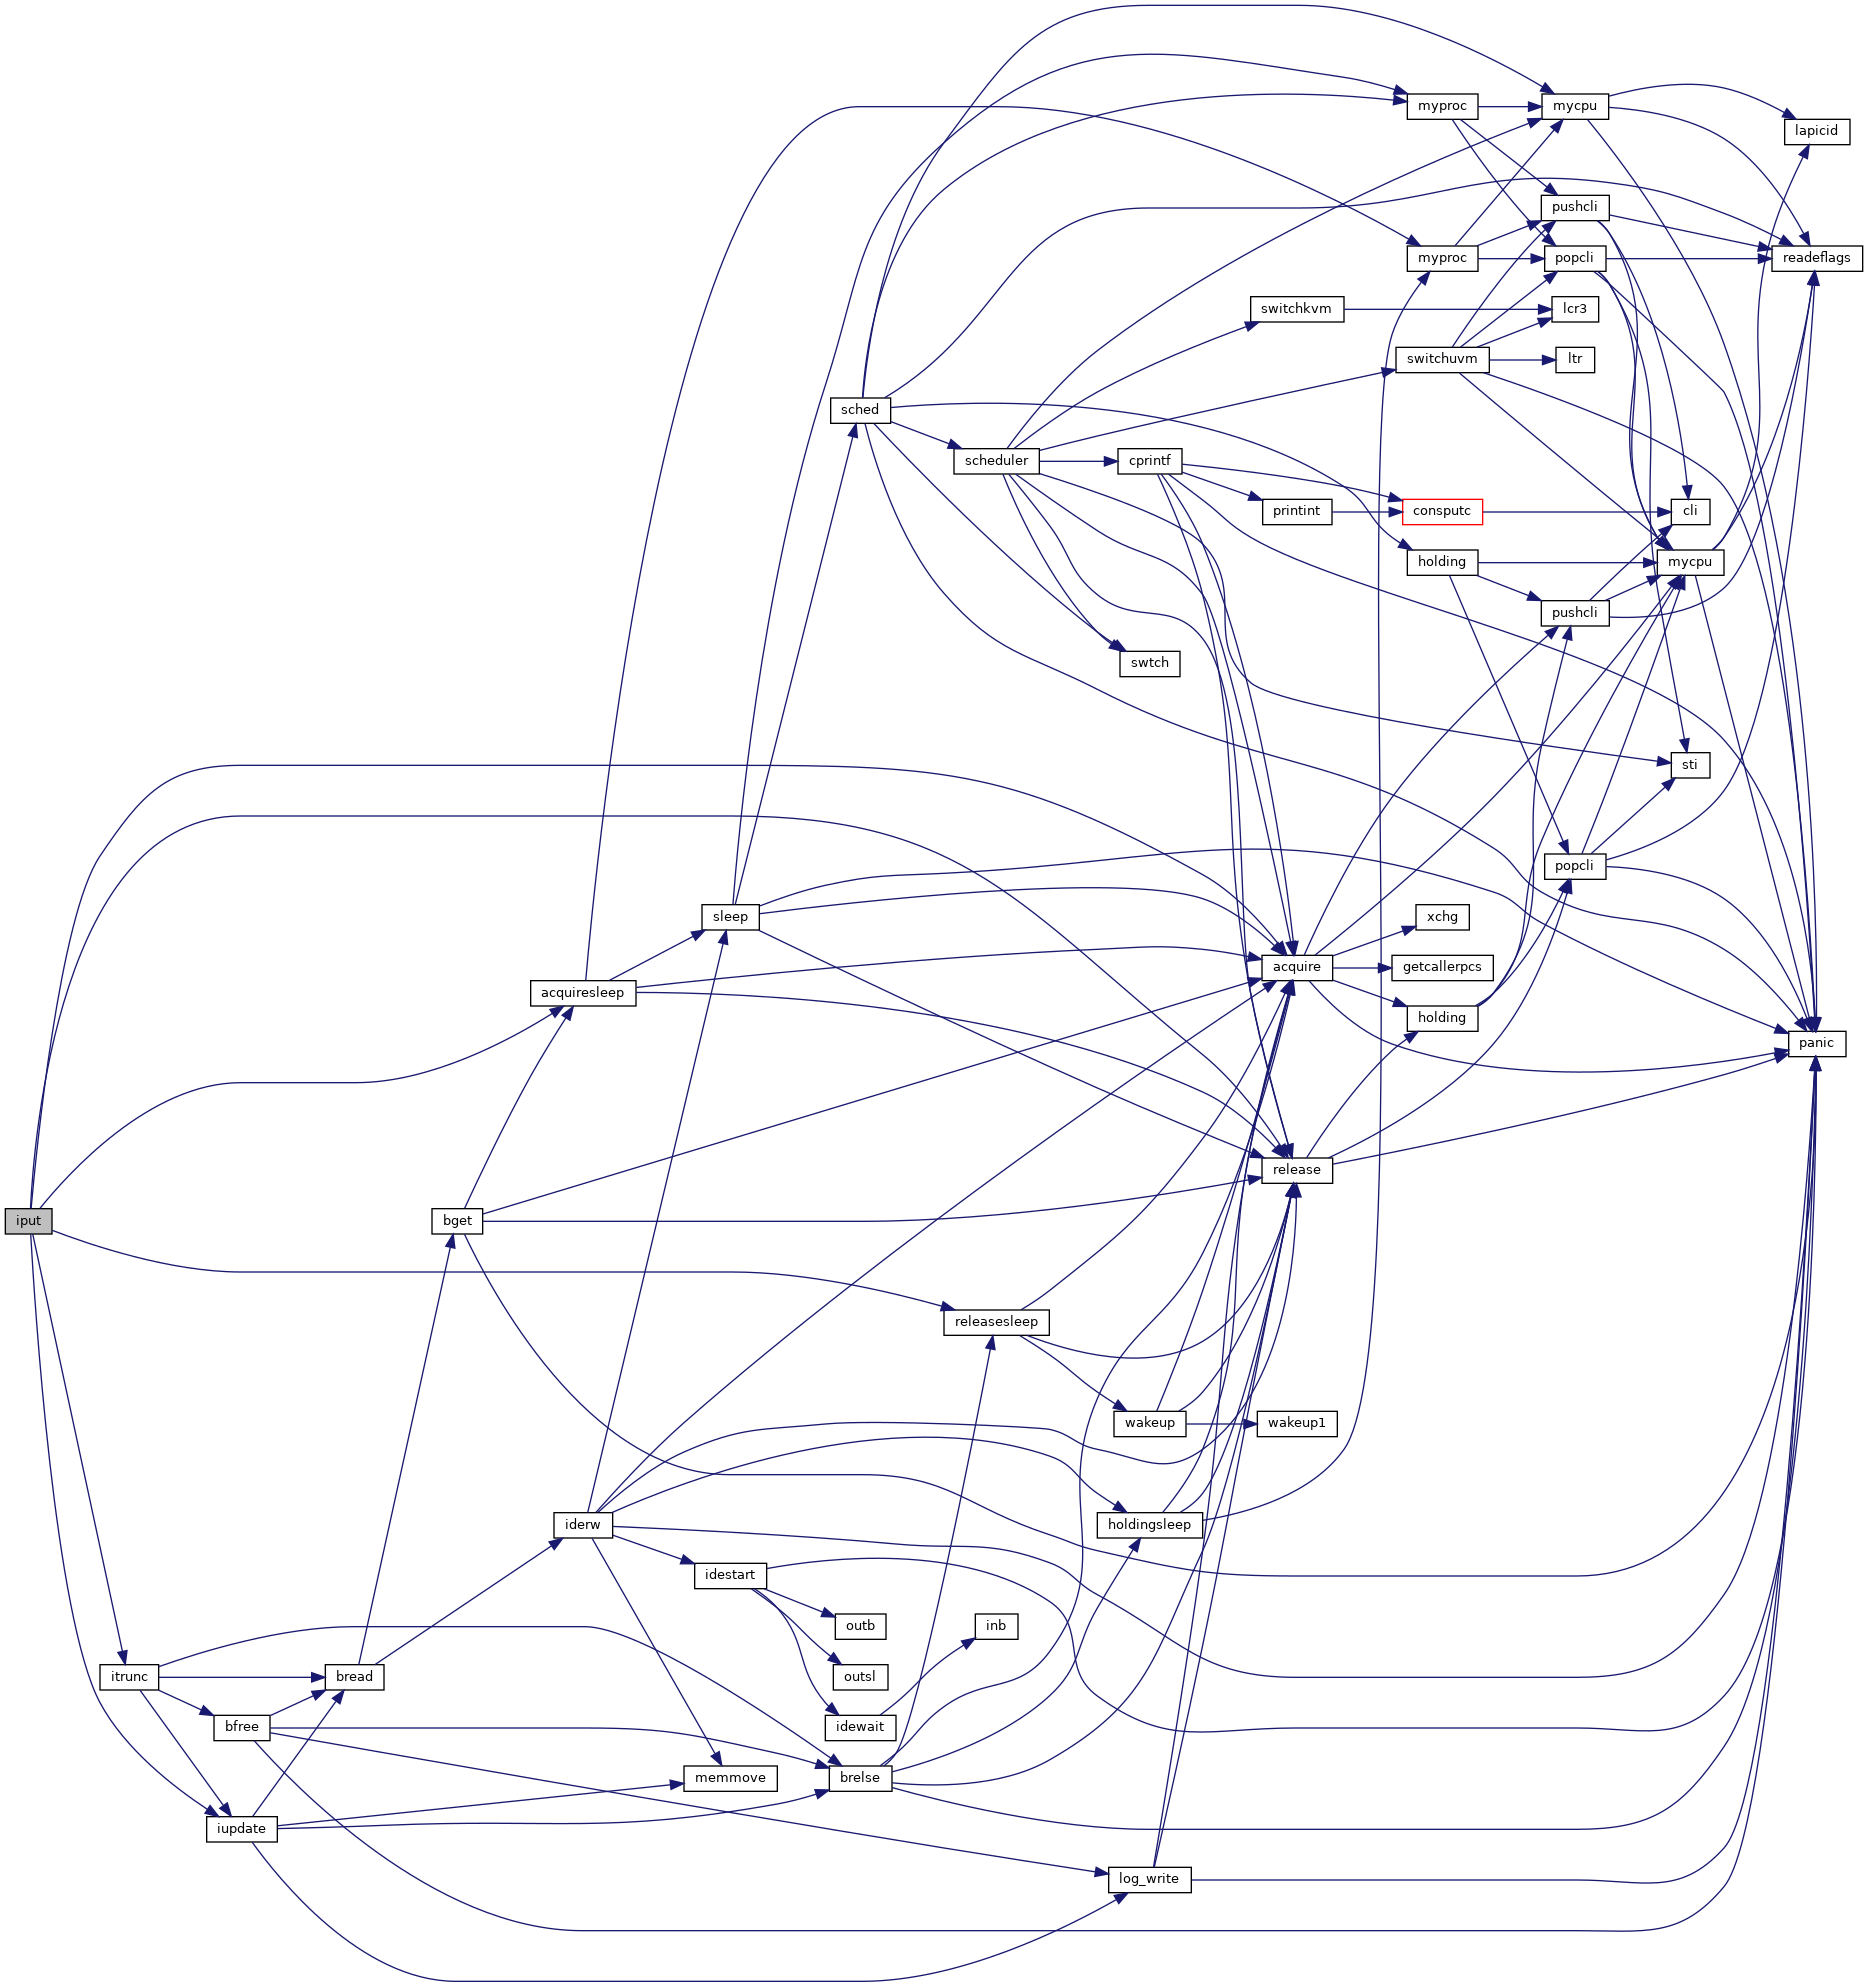 iput
itrunc
bfree
iupdate
bread
bget
acquiresleep
iderw
sleep
idestart
memmove
sched
outb
outsl
idewait
brelse
scheduler
releasesleep
inb
cprintf
swtch
wakeup
holdingsleep
log_write
switchkvm
printint
acquire
release
wakeup1
myproc
myproc
switchuvm
consputc
holding
xchg
getcallerpcs
holding
mycpu
pushcli
popcli
lcr3
ltr
pushcli
popcli
cli
mycpu
sti
lapicid
readeflags
panic